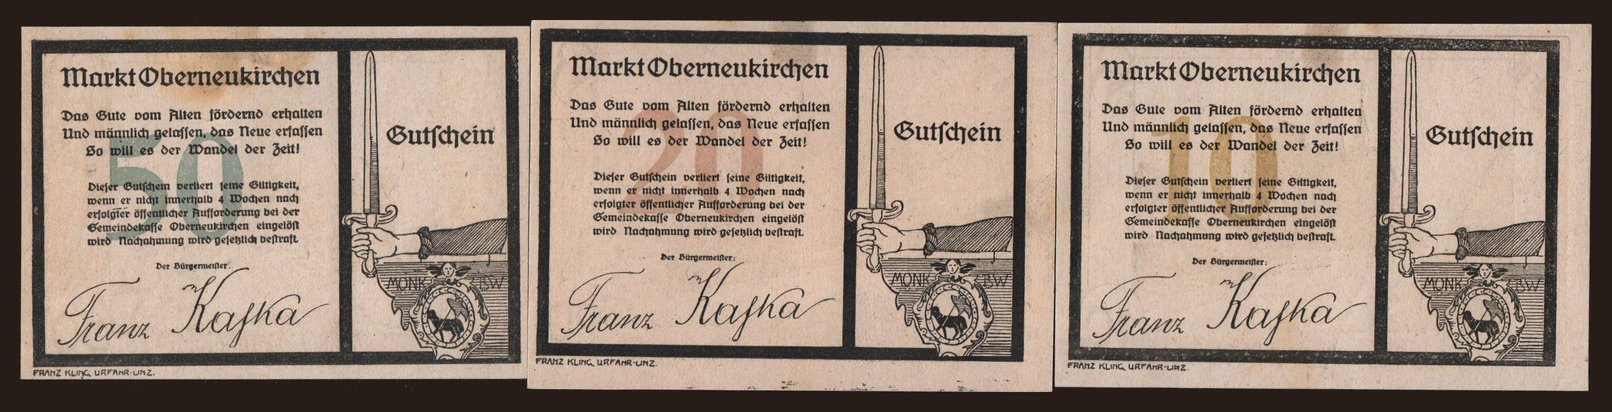 Markt Oberneukirchen
Das Gute vom Alten fördernd erhalten
Und männlich gelassen, das Neue erfassen
So will es der Wandel der Zeit!
50
Dieser Gutschein verliert seine Giltigkeit,
wenn er nicht innerhalb 4 Wochen nach
erfolgter öffentlicher Aufforderung bei der
Gemeindekasse Oberneukirchen eingelöst
wird Nachahmung wird gesetzlich bestraft.
Der Bürgermeister:
Franz Kafka
Gutschein
MONK BW
FRANZ KLING, URFAHR-LINZ.
Markt Oberneukirchen
Das Gute vom Alten fördernd erhalten
Und männlich gelassen, das Neue erfassen
So will es der Wandel der Zeit!
20
Dieser Gutschein verliert seine Giltigkeit,
wenn er nicht innerhalb 4 Wochen nach
erfolgter öffentlicher Aufforderung bei der
Gemeindekasse Oberneukirchen eingelöst
wird Nachahmung wird gesetzlich bestraft.
Der Bürgermeister:
Franz Kafka
Gutschein
MONK BW
FRANZ KLING, URFAHR-LINZ.
Markt Oberneukirchen
Das Gute vom Alten fördernd erhalten
Und männlich gelassen, das Neue erfassen
So will es der Wandel der Zeit!
10
Dieser Gutschein verliert seine Giltigkeit,
wenn er nicht innerhalb 4 Wochen nach
erfolgter öffentlicher Aufforderung bei der
Gemeindekasse Oberneukirchen eingelöst
wird Nachahmung wird gesetzlich bestraft.
Der Bürgermeister:
Franz Kafka
Gutschein
MONK BW
FRANZ KLING, URFAHR-LINZ.